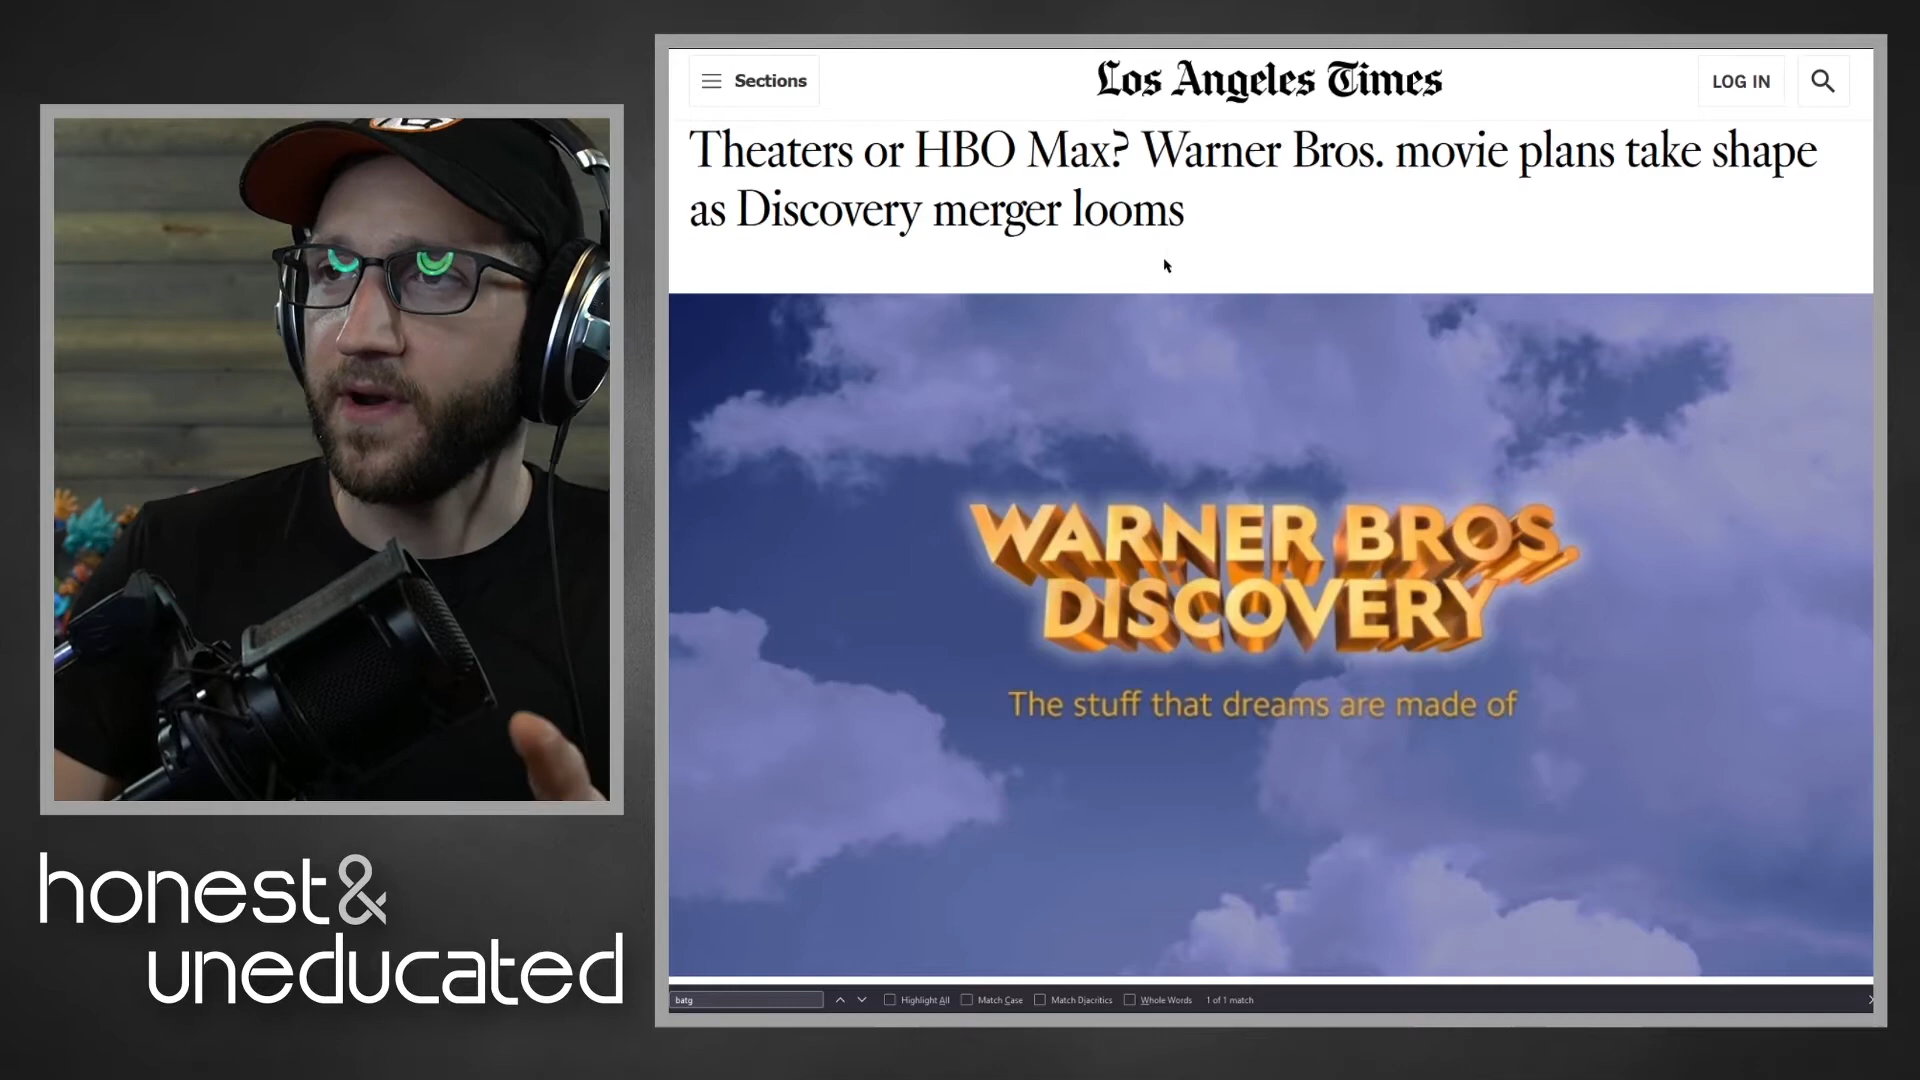 Sections
Los Angeles Times
LOG IN
Theaters or HBO Max? Warner Bros. movie plans take shape
as Discovery merger looms
WARNER BROS.
DISCOVERY
The stuff that dreams are made of
honest&
uneducated
batg
Highlight All
Match Case
Match Diacritics
Whole Words
1 of 1 match